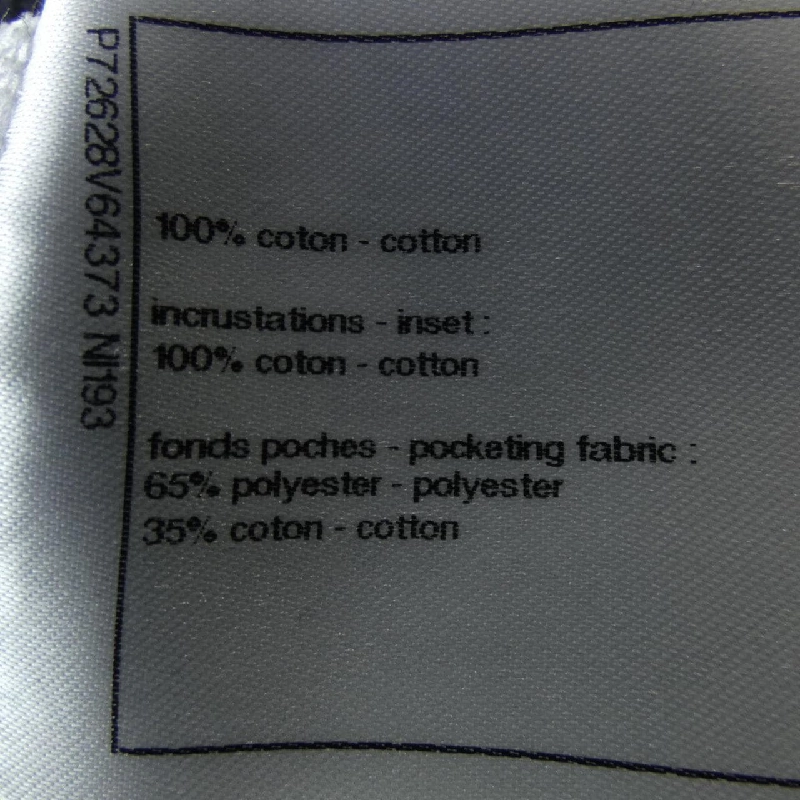 P72628V64373 NH193
100% coton - cotton
incrustations - inset :
100% coton - cotton
fonds poches - pocketing fabric :
65% polyester - polyester
35% coton - cotton